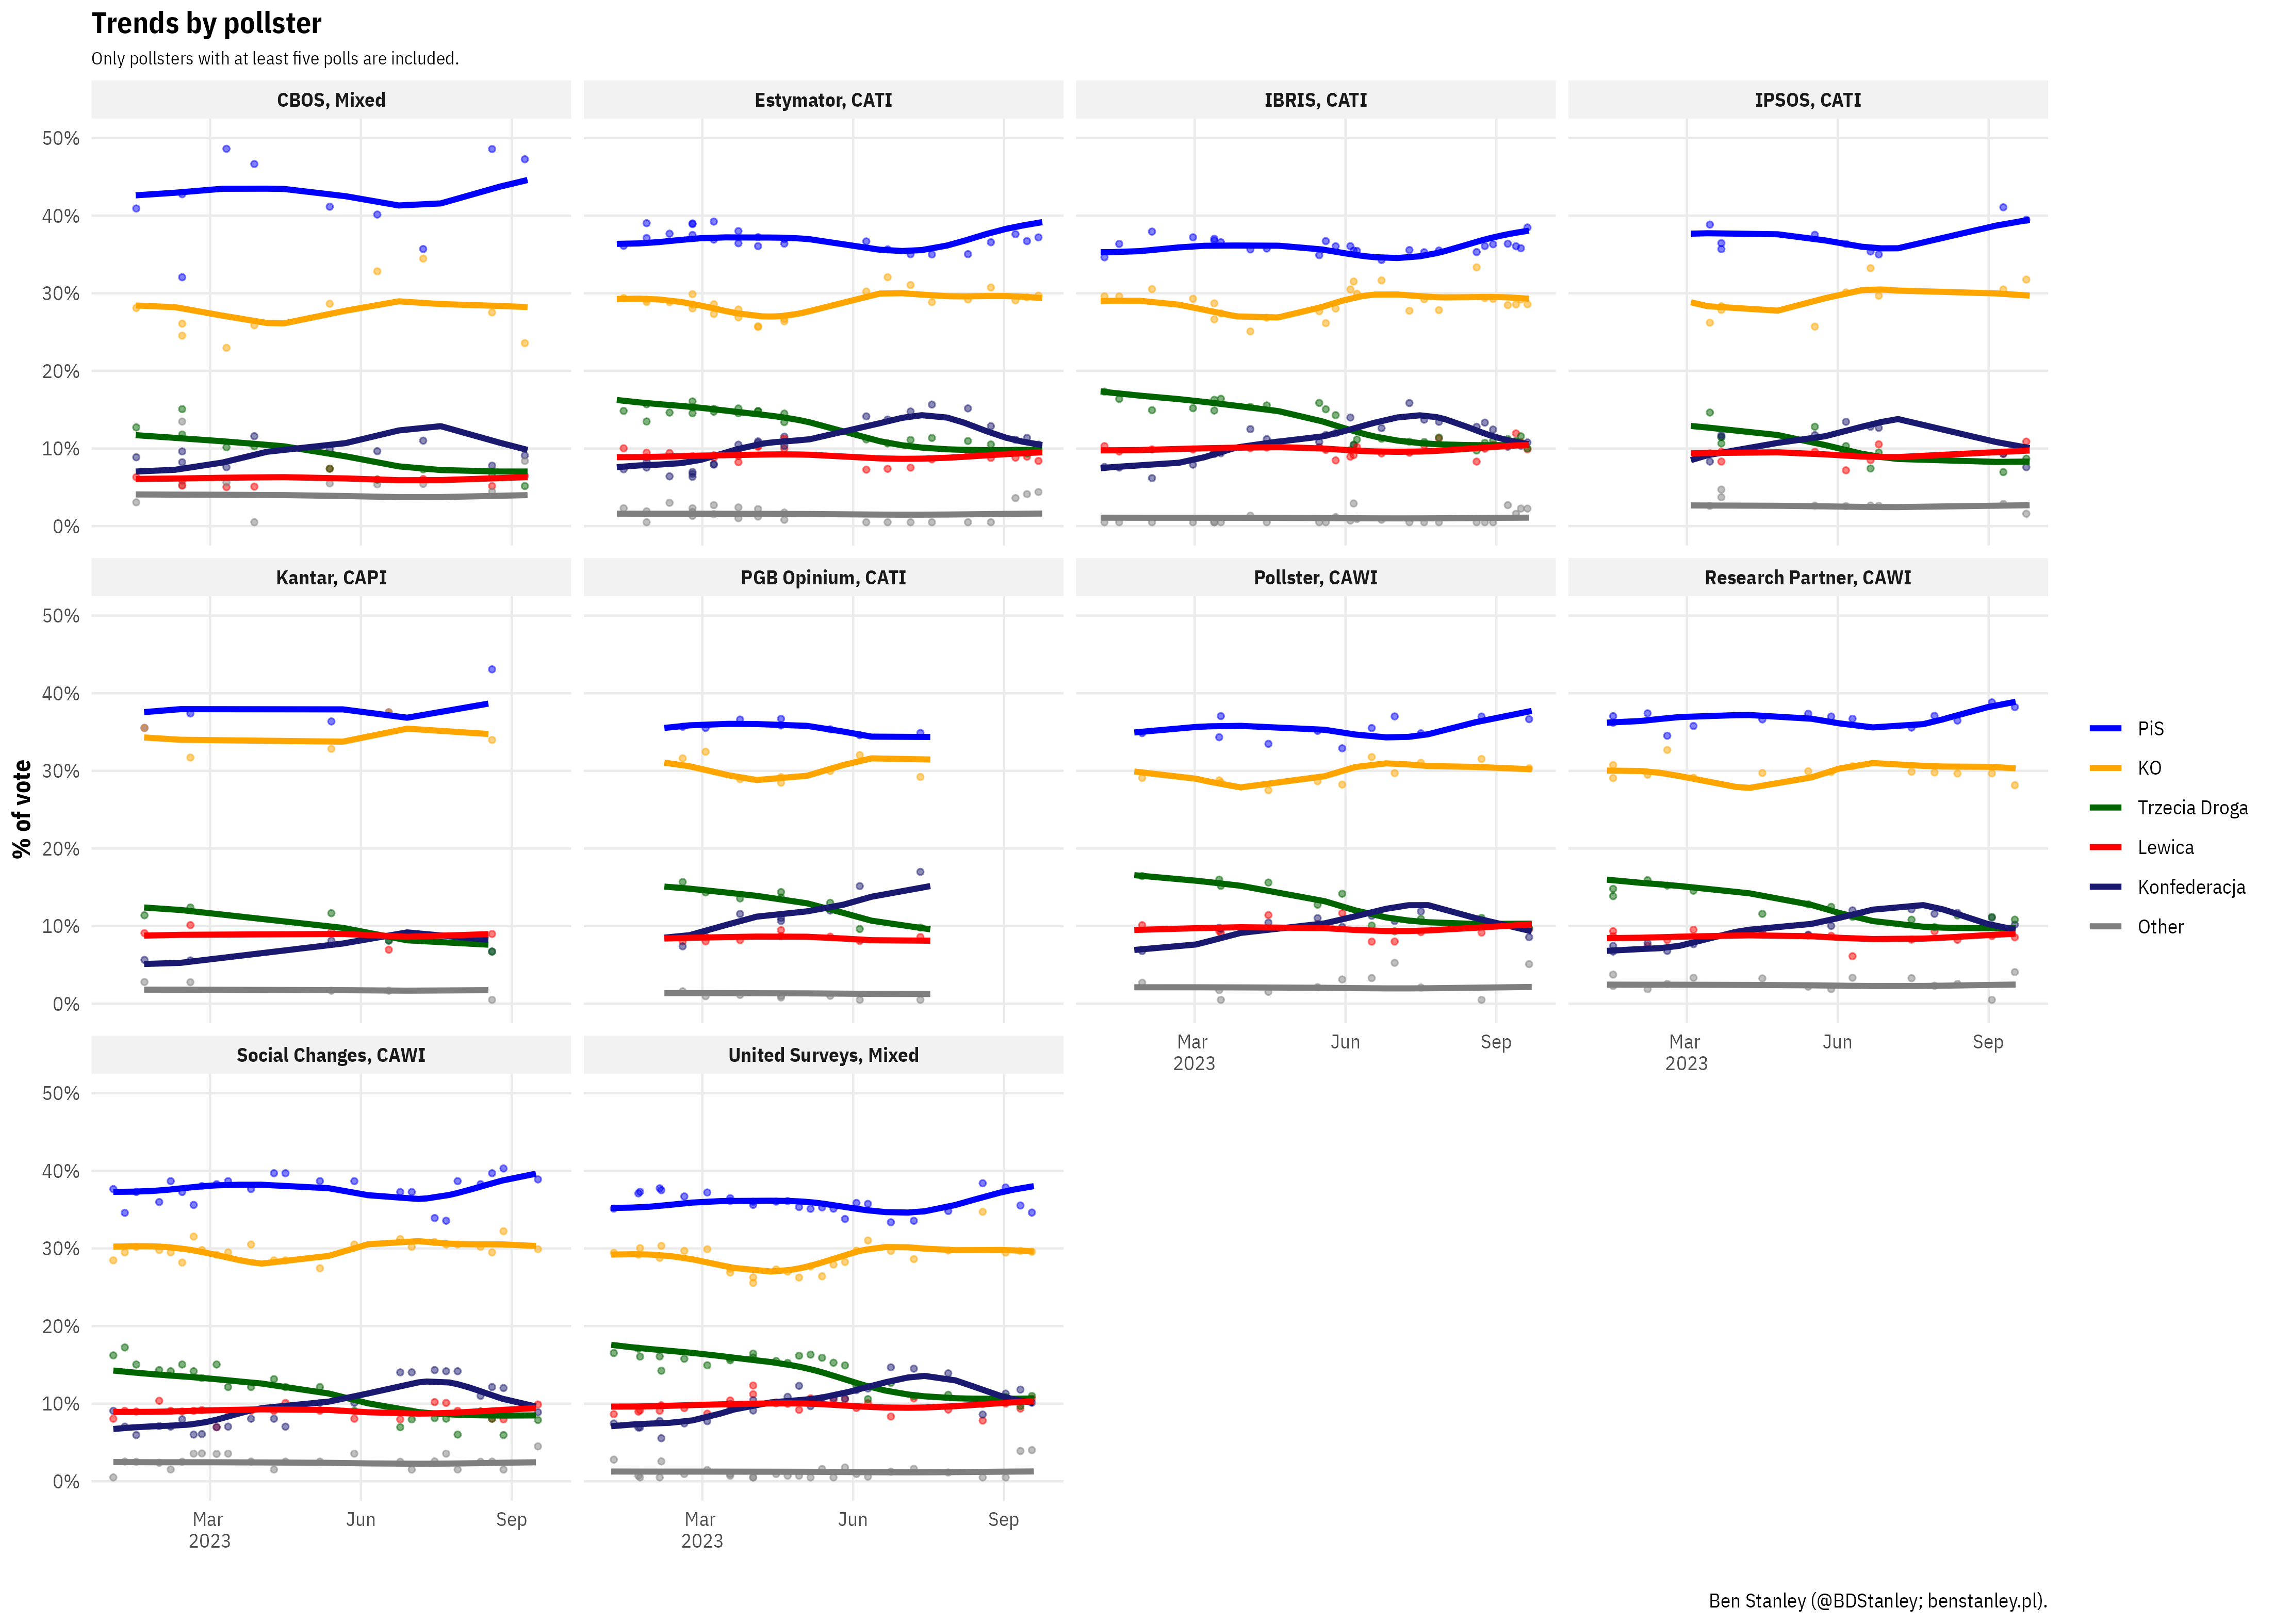 Trends by pollster
Only pollsters with at least five polls are included.
CBOS, Mixed
Estymator, CATI
IBRIS, CATI
IPSOS, CATI
50%
40%
30%
20%
10%
0%
Kantar, CAPI
PGB Opinium, CATI
Pollster, CAWI
Research Partner, CAWI
50%
40%
30%
20%
10%
0%
% of vote
Mar
2023
Jun
Sep
Mar
2023
Jun
Sep
Social Changes, CAWI
United Surveys, Mixed
50%
40%
30%
20%
10%
0%
Mar
2023
Jun
Sep
Mar
2023
Jun
Sep
PiS
KO
Trzecia Droga
Lewica
Konfederacja
Other
Ben Stanley (@BDStanley; benstanley.pl).